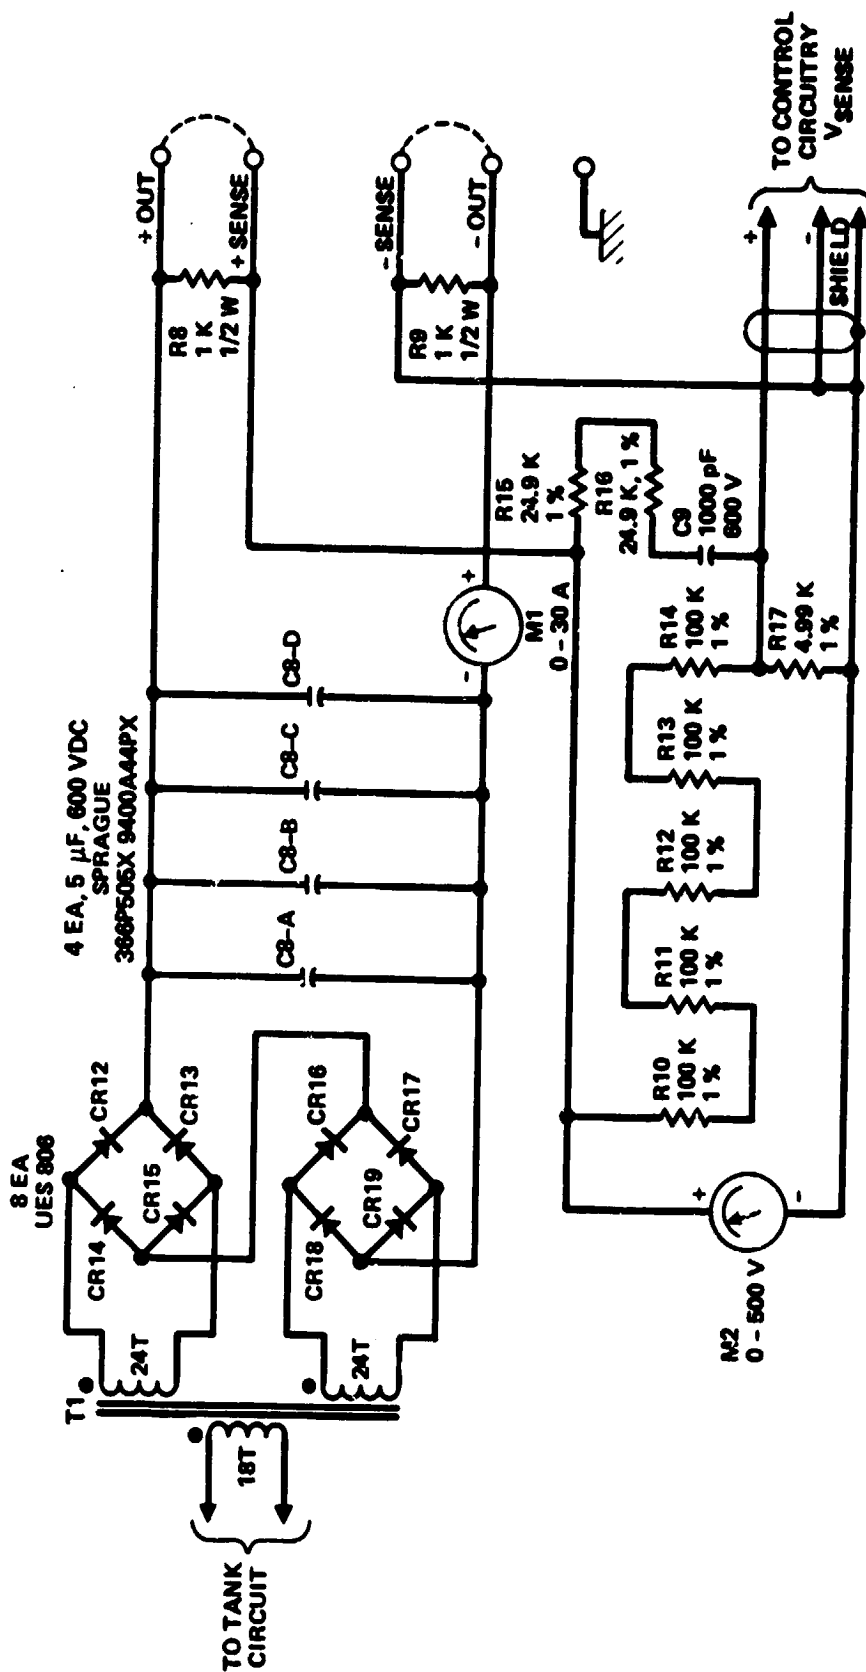 TO TANK
CIRCUIT
18T
T1
24T
24T
8 EA
UES 806
CR14
CR12
CR15
CR13
CR18
CR16
CR19
CR17
4 EA, 5 µF, 600 VDC
SPRAGUE
366P505X 9400A44PX
C8-A
C8-B
C8-C
C8-D
R8
1 K
1/2 W
+ OUT
+ SENSE
- SENSE
- OUT
R9
1 K
1/2 W
-
+
M1
0 - 30 A
R15
24.9 K
1 %
R16
24.9 K, 1 %
C9
1000 pF
600 V
M2
0 - 500 V
+
-
R10
100 K
1 %
R11
100 K
1 %
R12
100 K
1 %
R13
100 K
1 %
R14
100 K
1 %
R17
4.99 K
1 %
+
-
SHIELD
TO CONTROL
CIRCUITRY
VSENSE